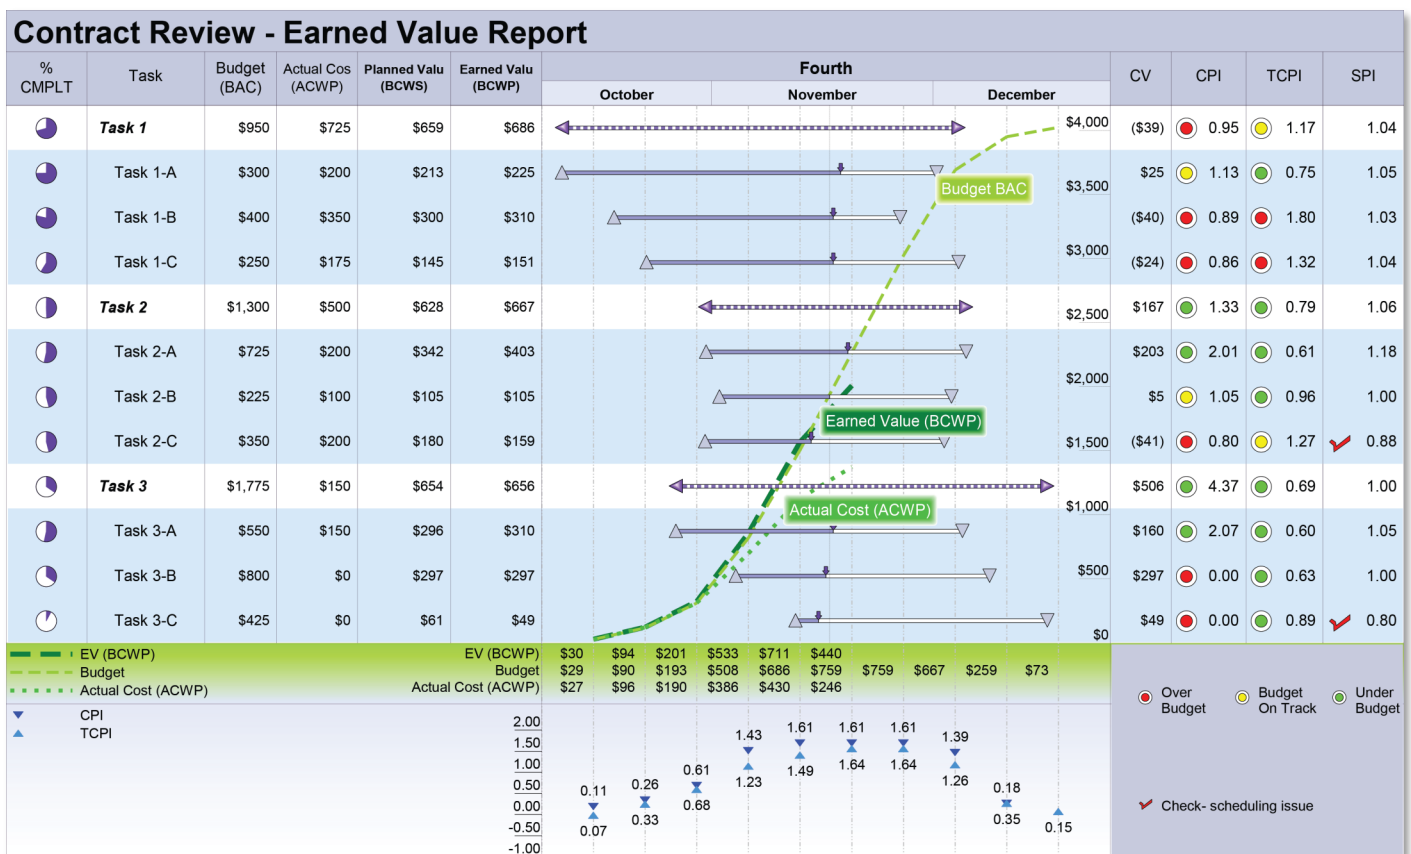 Contract Review - Earned Value Report
% CMPLT Task Budget (BAC) Actual Cos (ACWP) Planned Valu (BCWS) Earned Valu (BCWP) Fourth CV CPI TCPI SPI
October November December
Task 1 $950 $725 $659 $686 ($39) 0.95 1.17 1.04
$4,000
Task 1-A $300 $200 $213 $225 $25 1.13 0.75 1.05
Budget BAC $3,500
Task 1-B $400 $350 $300 $310 ($40) 0.89 1.80 1.03
$3,000
Task 1-C $250 $175 $145 $151 ($24) 0.86 1.32 1.04
Task 2 $1,300 $500 $628 $667 $167 1.33 0.79 1.06
$2,500
Task 2-A $725 $200 $342 $403 $203 2.01 0.61 1.18
$2,000
Task 2-B $225 $100 $105 $105 $5 1.05 0.96 1.00
Earned Value (BCWP)
Task 2-C $350 $200 $180 $159 ($41) 0.80 1.27 0.88
$1,500
Task 3 $1,775 $150 $654 $656 $506 4.37 0.69 1.00
$1,000
Actual Cost (ACWP)
Task 3-A $550 $150 $296 $310 $160 2.07 0.60 1.05
$500
Task 3-B $800 $0 $297 $297 $297 0.00 0.63 1.00
Task 3-C $425 $0 $61 $49 $49 0.00 0.89 0.80
$0
EV (BCWP) EV (BCWP) $30 $94 $201 $533 $711 $440
Budget Budget $29 $90 $193 $508 $686 $759 $759 $667 $259 $73
Actual Cost (ACWP) Actual Cost (ACWP) $27 $96 $190 $386 $430 $246
Over Budget
Budget On Track
Under Budget
CPI
TCPI
2.00
1.50
1.00
0.50
0.00
-0.50
-1.00
0.11 0.26 0.61 1.43 1.61 1.61 1.61 1.39 0.18
0.07 0.33 0.68 1.23 1.49 1.64 1.64 1.26 0.35 0.15
Check- scheduling issue